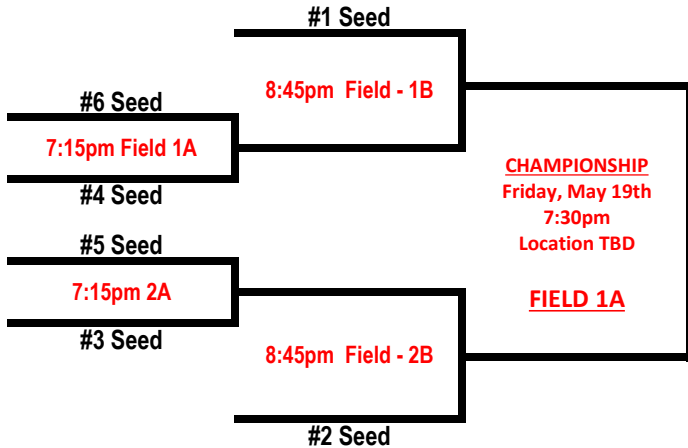 #1 Seed
8:45pm  Field - 1B
#6 Seed
7:15pm Field 1A
#4 Seed
CHAMPIONSHIP
Friday, May 19th
7:30pm
Location TBD
FIELD 1A
#5 Seed
7:15pm 2A
#3 Seed
8:45pm  Field - 2B
#2 Seed